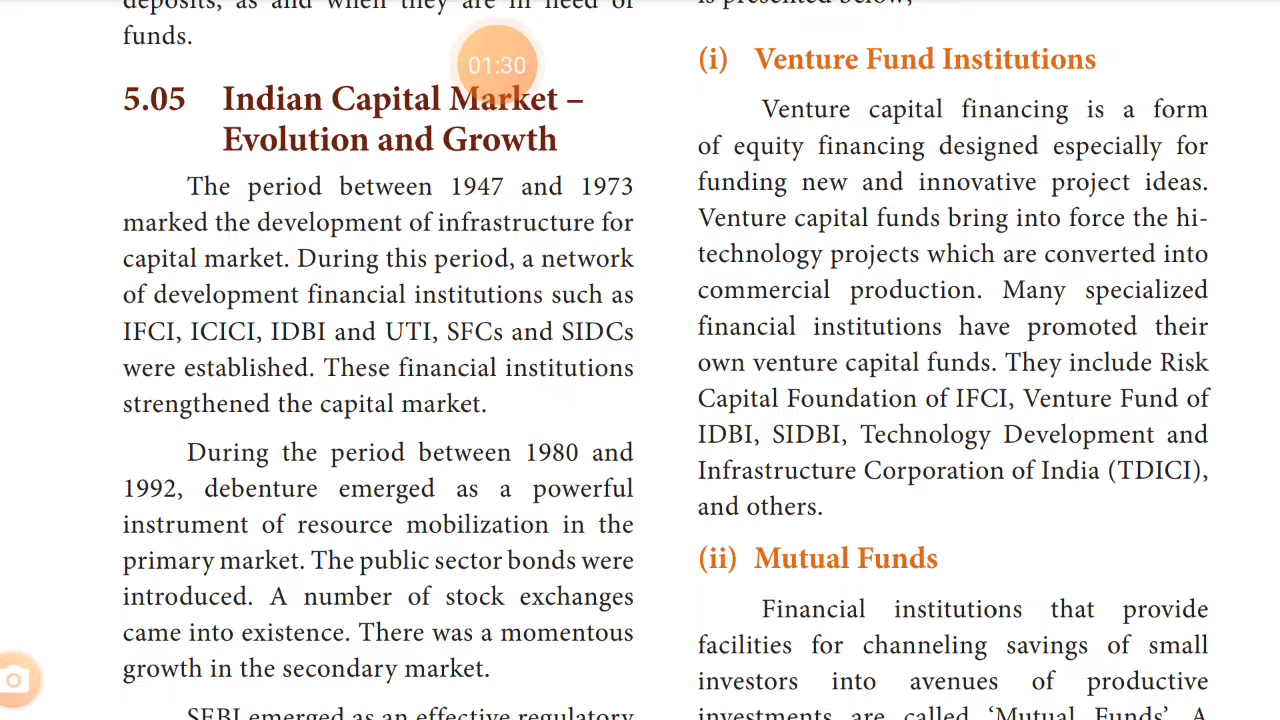 deposits, as and when they are in need of
funds.
5.05 Indian Capital Market –
Evolution and Growth
The period between 1947 and 1973
marked the development of infrastructure for
capital market. During this period, a network
of development financial institutions such as
IFCI, ICICI, IDBI and UTI, SFCs and SIDCs
were established. These financial institutions
strengthened the capital market.
During the period between 1980 and
1992, debenture emerged as a powerful
instrument of resource mobilization in the
primary market. The public sector bonds were
introduced. A number of stock exchanges
came into existence. There was a momentous
growth in the secondary market.
SEBI emerged as an effective regulatory
is presented below;
(i) Venture Fund Institutions
Venture capital financing is a form
of equity financing designed especially for
funding new and innovative project ideas.
Venture capital funds bring into force the hi-
technology projects which are converted into
commercial production. Many specialized
financial institutions have promoted their
own venture capital funds. They include Risk
Capital Foundation of IFCI, Venture Fund of
IDBI, SIDBI, Technology Development and
Infrastructure Corporation of India (TDICI),
and others.
(ii) Mutual Funds
Financial institutions that provide
facilities for channeling savings of small
investors into avenues of productive
investments are called ‘Mutual Funds’. A
01:30